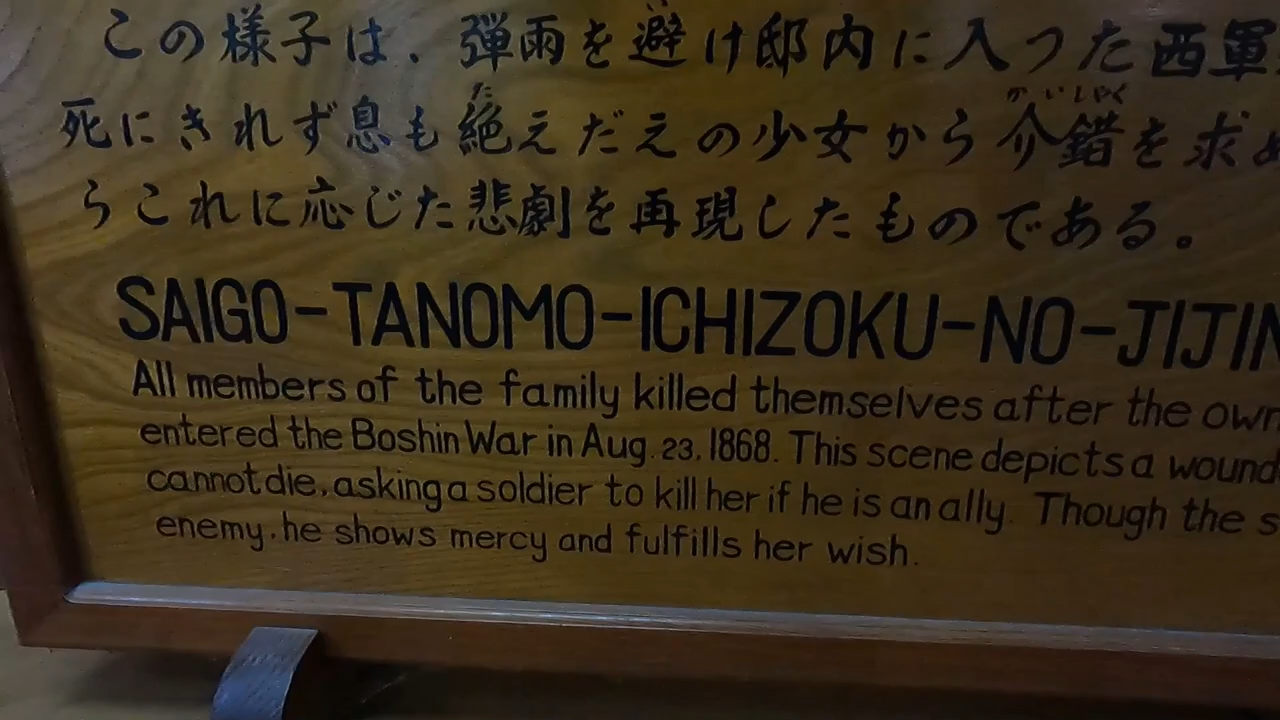 この様子は、弾雨を避け邸内に入った西軍
死にきれず息も絶えだえの少女から介錯を求め
らこれに応じた悲劇を再現したものである。
SAIGO-TANOMO-ICHIZOKU-NO-JIJIN
All members of the family killed themselves after the own
entered the Boshin War in Aug. 23, 1868. This scene depicts a wound
cannot die, asking a soldier to kill her if he is an ally. Though the s
enemy, he shows mercy and fulfills her wish.